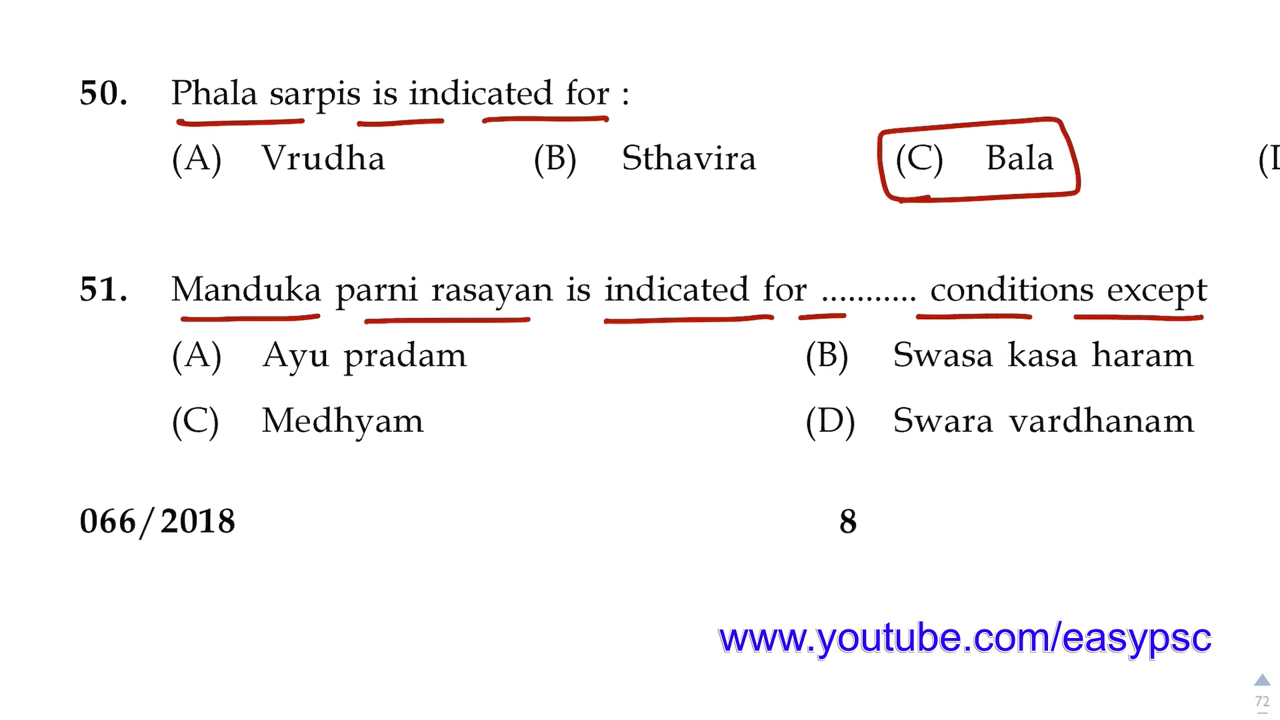 50. Phala sarpis is indicated for :
(A) Vrudha (B) Sthavira (C) Bala (
51. Manduka parni rasayan is indicated for ........... conditions except
(A) Ayu pradam (B) Swasa kasa haram
(C) Medhyam (D) Swara vardhanam
066/2018 8
www.youtube.com/easypsc
72